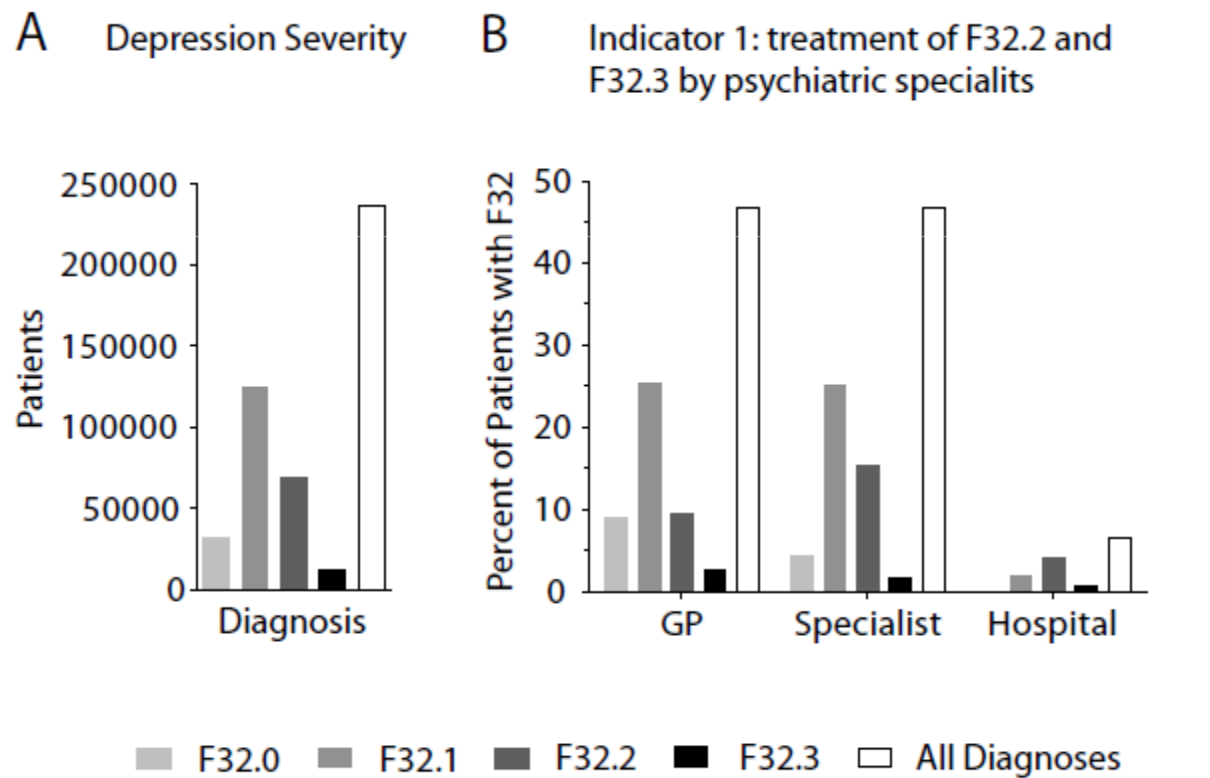 A Depression Severity
Patients
250000
200000
150000
100000
50000
0
Diagnosis
B Indicator 1: treatment of F32.2 and
F32.3 by psychiatric specialits
Percent of Patients with F32
50
40
30
20
10
0
GP Specialist Hospital
F32.0 F32.1 F32.2 F32.3 All Diagnoses